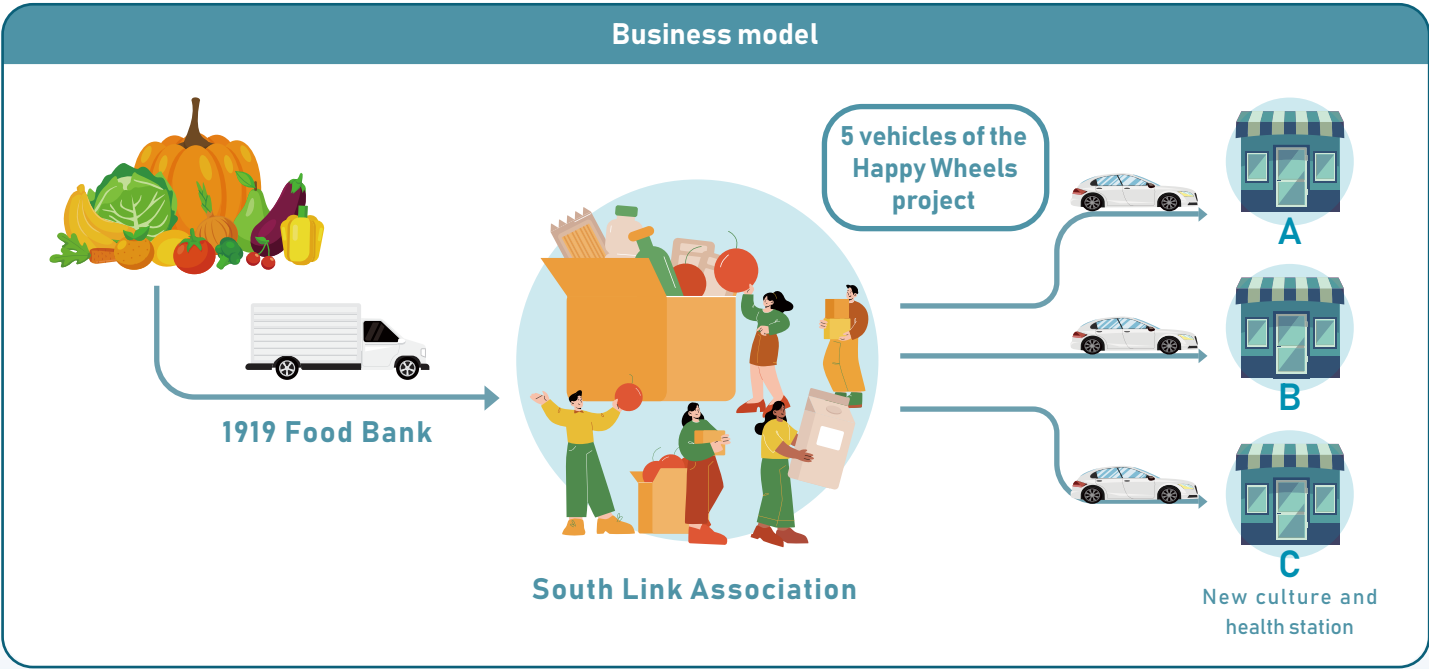 Business model
5 vehicles of the
Happy Wheels
project
1919 Food Bank
South Link Association
A
B
C
New culture and
health station